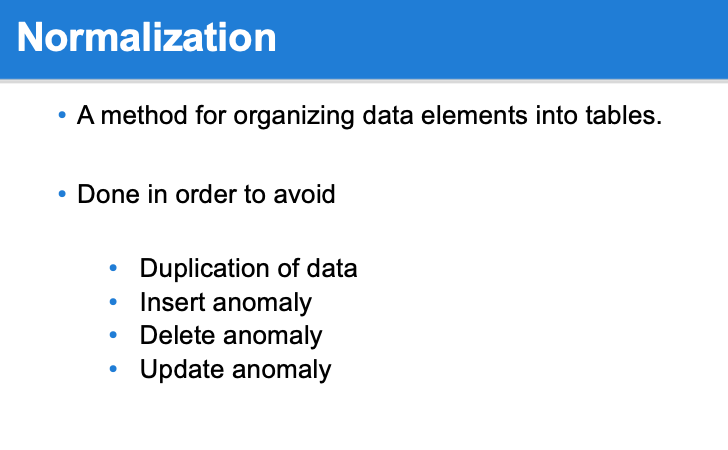 Normalization
• A method for organizing data elements into tables.
• Done in order to avoid
• Duplication of data
• Insert anomaly
• Delete anomaly
• Update anomaly